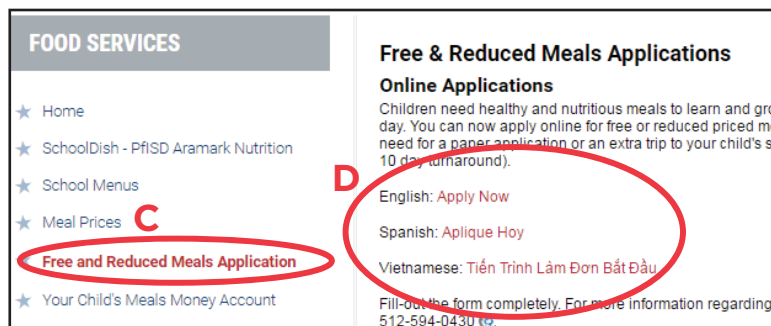 FOOD SERVICES
Home
SchoolDish - PfISD Aramark Nutrition
School Menus
Meal Prices
C
Free and Reduced Meals Application
Your Child's Meals Money Account
Free & Reduced Meals Applications
Online Applications
Children need healthy and nutritious meals to learn and
day. You can now apply online for free or reduced priced
need for a paper application or an extra trip to your child's
10 day turnaround).
D
English: Apply Now
Spanish: Aplique Hoy
Vietnamese: Tiến Trình Làm Đơn Bắt Đầu
Fill-out the form completely. For more information regarding
512-594-0430